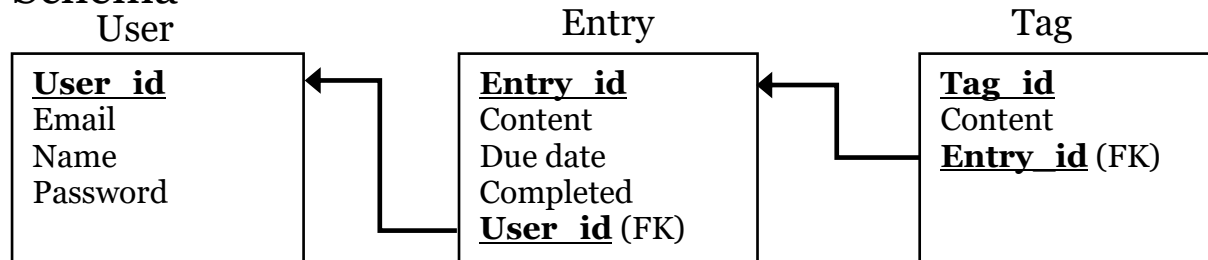 Schema
User
User_id
Email
Name
Password
Entry
Entry_id
Content
Due date
Completed
User_id (FK)
Tag
Tag_id
Content
Entry_id (FK)